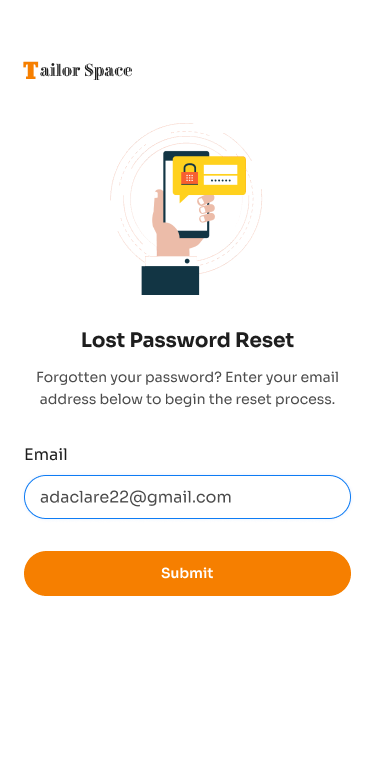 Tailor Space
Lost Password Reset
Forgotten your password? Enter your email
address below to begin the reset process.
Email
adaclare22@gmail.com
Submit